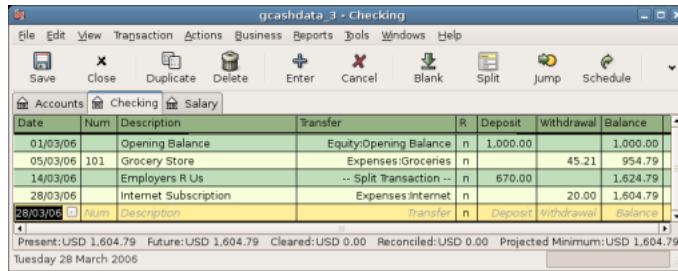 gcashdata_3 - Checking
File Edit View Transaction Actions Business Reports Tools Windows Help
Save Close Duplicate Delete Enter Cancel Blank Split Jump Schedule
Accounts Checking Salary
Date Num Description Transfer R Deposit Withdrawal Balance
01/03/06 Opening Balance Equity:Opening Balance n 1,000.00 1,000.00
05/03/06 101 Grocery Store Expenses:Groceries n 45.21 954.79
14/03/06 Employers R Us -- Split Transaction -- n 670.00 1,624.79
28/03/06 Internet Subscription Expenses:Internet n 20.00 1,604.79
28/03/06 Num Description Transfer n Deposit Withdrawal Balance
Present:USD 1,604.79 Future:USD 1,604.79 Cleared:USD 0.00 Reconciled:USD 0.00 Projected Minimum:USD 1,604.79
Tuesday 28 March 2006